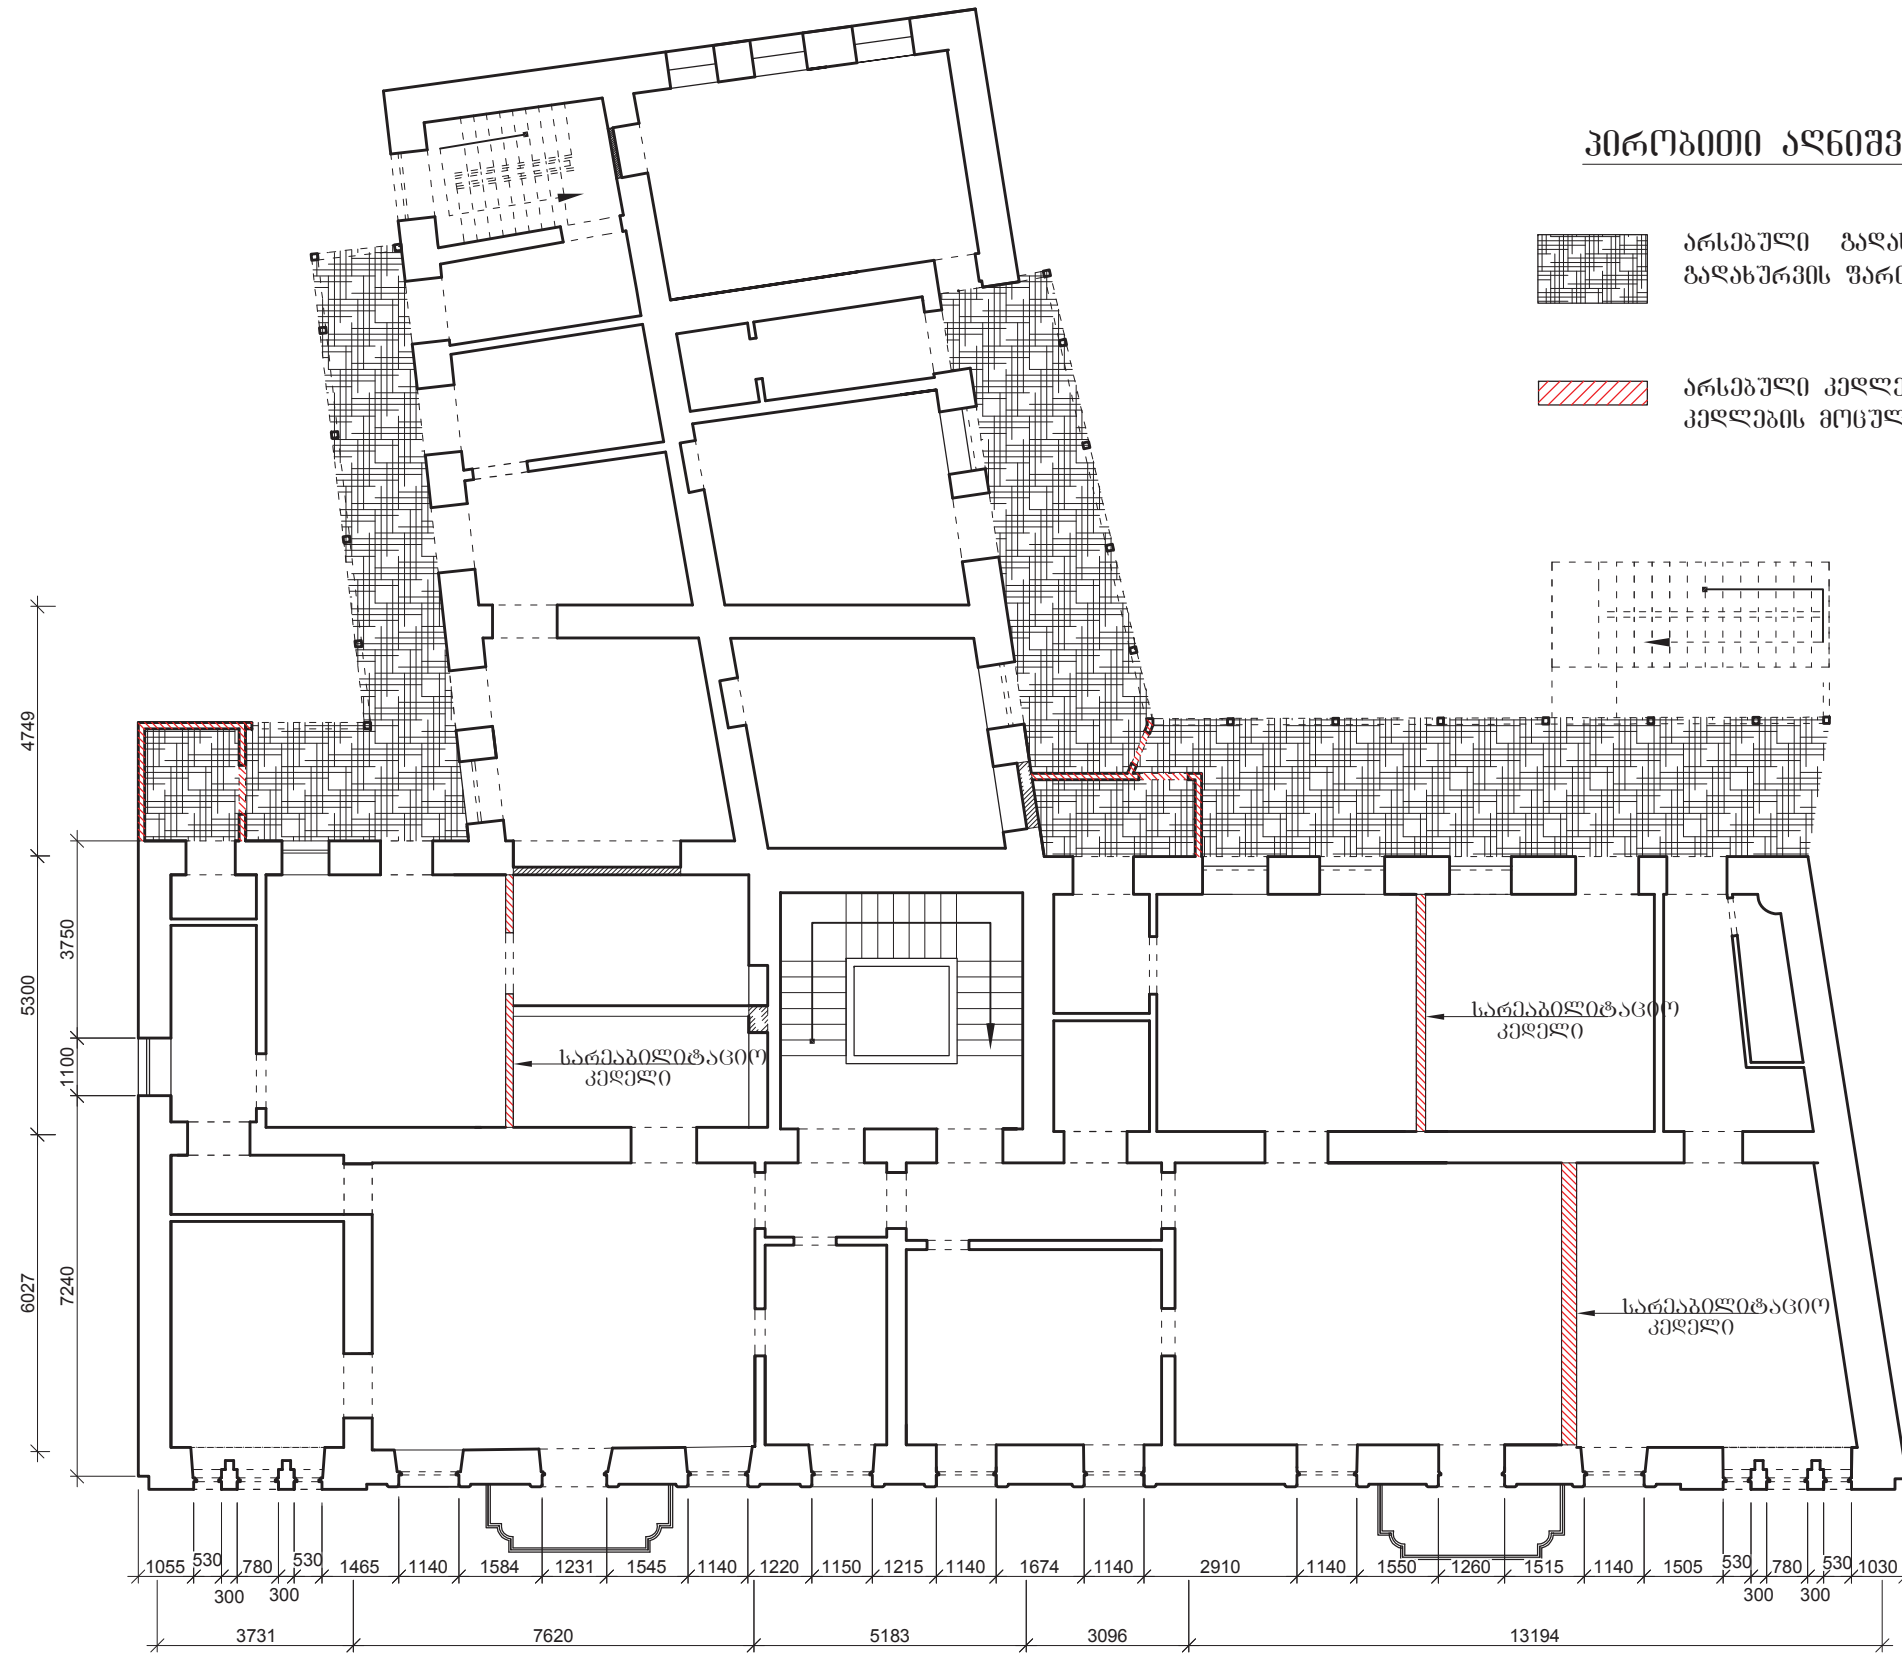 პირობითი აღნიშვ
არსებული გადახ
გადახურვის ფარი
არსებული კედლე
კედლების მოცულ
4749
3750
5300
1100
6027
7240
სარეაბილიტაციო
კედელი
სარეაბილიტაციო
კედელი
სარეაბილიტაციო
კედელი
1055 530 780 530 1465 1140 1584 1231 1545 1140 1220 1150 1215 1140 1674 1140 2910 1140 1550 1260 1515 1140 1505 530 780 530 1030
300 300 300 300
3731 7620 5183 3096 13194